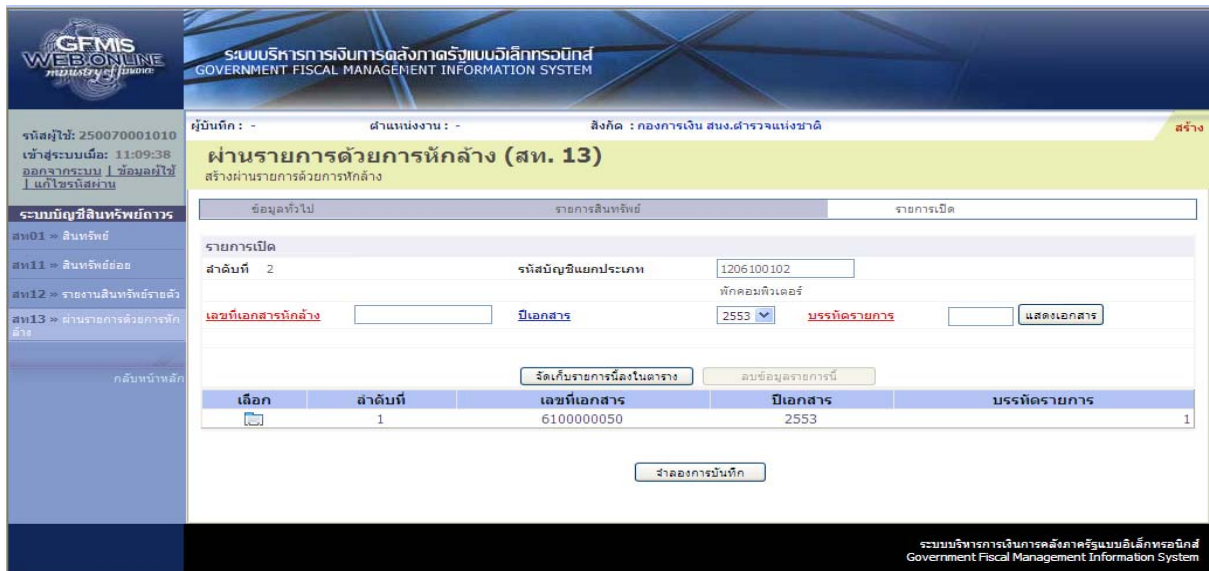 GFMIS
WEB ONLINE
ministry of finance
ระบบบริหารการเงินการคลังภาครัฐแบบอิเล็กทรอนิกส์
GOVERNMENT FISCAL MANAGEMENT INFORMATION SYSTEM
รหัสผู้ใช้: 250070001010
เข้าสู่ระบบเมื่อ: 11:09:38
ออกจากระบบ | ข้อมูลผู้ใช้
| แก้ไขรหัสผ่าน
ระบบบัญชีสินทรัพย์ถาวร
สท01 » สินทรัพย์
สท11 » สินทรัพย์ย่อย
สท12 » รายงานสินทรัพย์รายตัว
สท13 » ผ่านรายการด้วยการหัก
ล้าง
กลับหน้าหลัก
ผู้บันทึก : - ตำแหน่งงาน : - สังกัด : กองการเงิน สนง.ตำรวจแห่งชาติ สร้าง
ผ่านรายการด้วยการหักล้าง (สท. 13)
สร้างผ่านรายการด้วยการหักล้าง
ข้อมูลทั่วไป รายการสินทรัพย์ รายการเปิด
รายการเปิด
ลำดับที่ 2 รหัสบัญชีแยกประเภท 1206100102
พักคอมพิวเตอร์
เลขที่เอกสารหักล้าง ปีเอกสาร 2553 บรรทัดรายการ แสดงเอกสาร
จัดเก็บรายการนี้ลงในตาราง ลบข้อมูลรายการนี้
เลือก ลำดับที่ เลขที่เอกสาร ปีเอกสาร บรรทัดรายการ
1 6100000050 2553 1
จำลองการบันทึก
ระบบบริหารการเงินการคลังภาครัฐแบบอิเล็กทรอนิกส์
Government Fiscal Management Information System